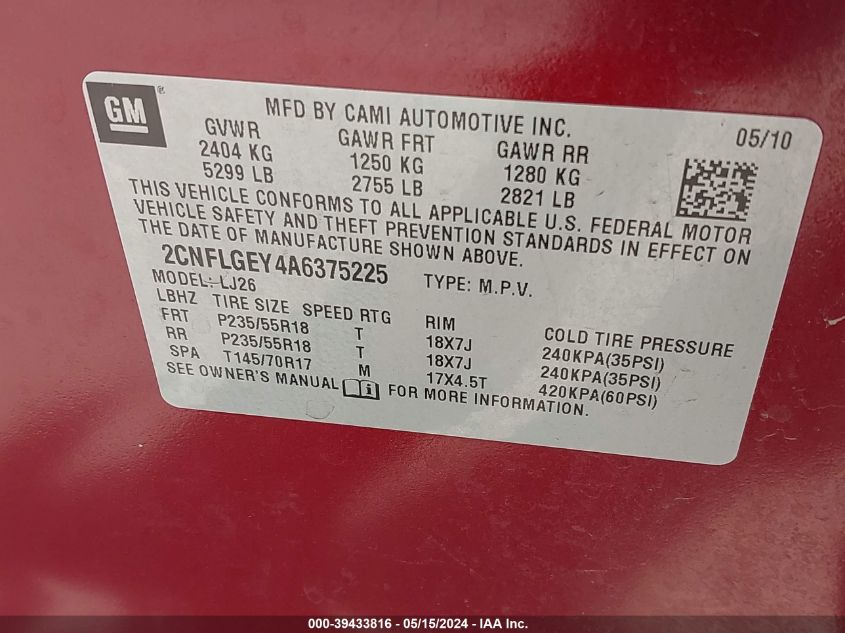 GM ®
MFD BY CAMI AUTOMOTIVE INC.
05/10
GVWR GAWR FRT GAWR RR
2404 KG 1250 KG 1280 KG
5299 LB 2755 LB 2821 LB
THIS VEHICLE CONFORMS TO ALL APPLICABLE U.S. FEDERAL MOTOR
VEHICLE SAFETY AND THEFT PREVENTION STANDARDS IN EFFECT ON
THE DATE OF MANUFACTURE SHOWN ABOVE.
2CNFLGEY4A6375225 TYPE: M.P.V.
MODEL: LJ26
LBHZ TIRE SIZE SPEED RTG RIM COLD TIRE PRESSURE
FRT P235/55R18 T 18X7J 240KPA(35PSI)
RR P235/55R18 T 18X7J 240KPA(35PSI)
SPA T145/70R17 M 17X4.5T 420KPA(60PSI)
SEE OWNER'S MANUAL i FOR MORE INFORMATION.
000-39433816 - 05/15/2024 - IAA Inc.